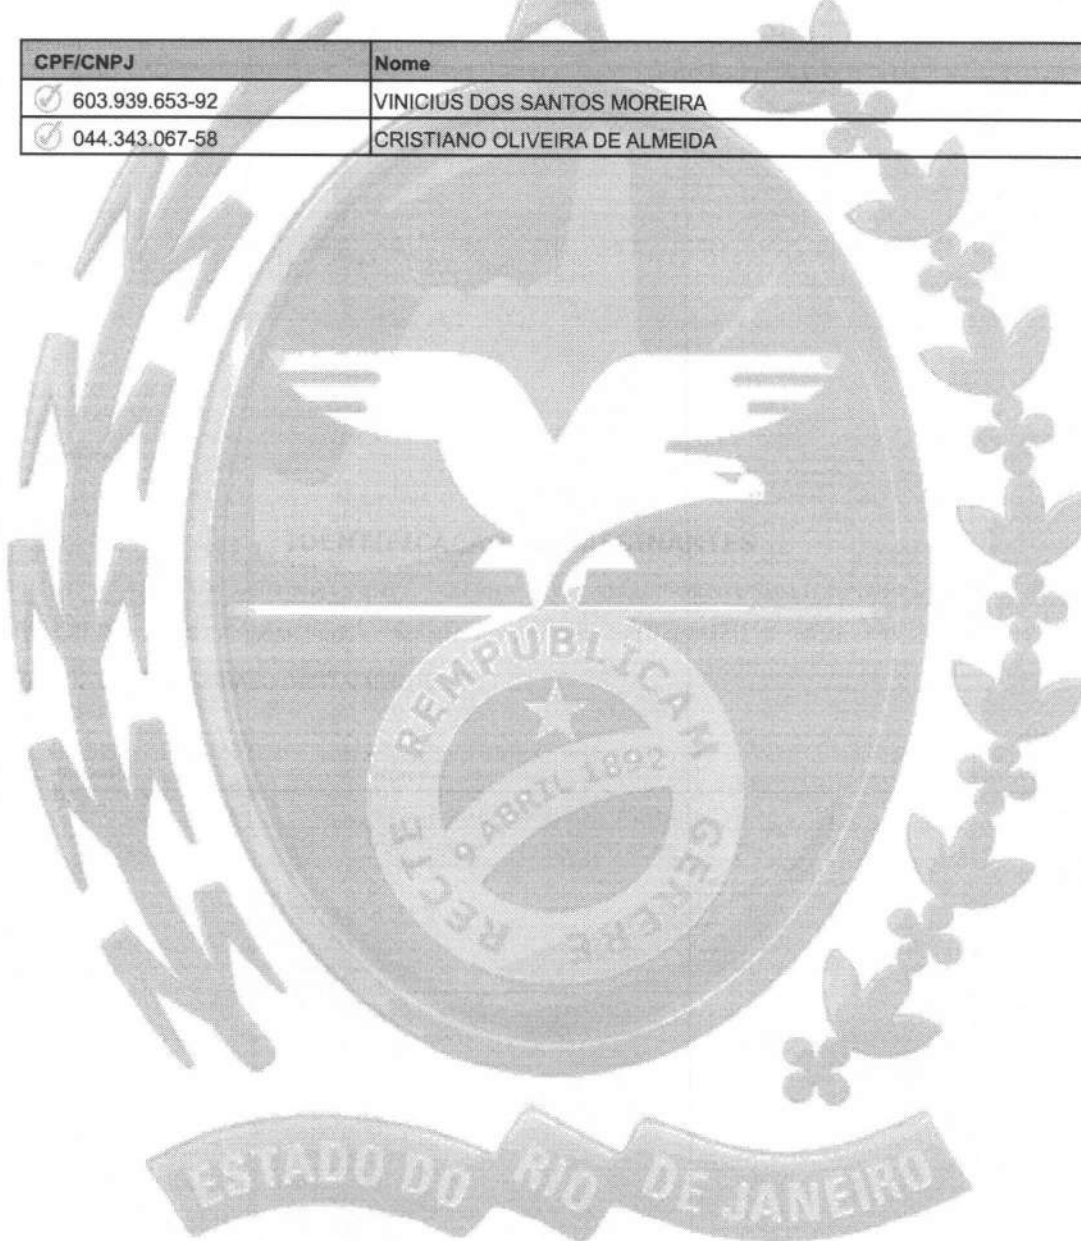 CPF/CNPJ Nome
603.939.653-92 VINICIUS DOS SANTOS MOREIRA
044.343.067-58 CRISTIANO OLIVEIRA DE ALMEIDA
RECTE REMPUBLICAM GERERE
9 ABRIL 1892
ESTADO DO RIO DE JANEIRO